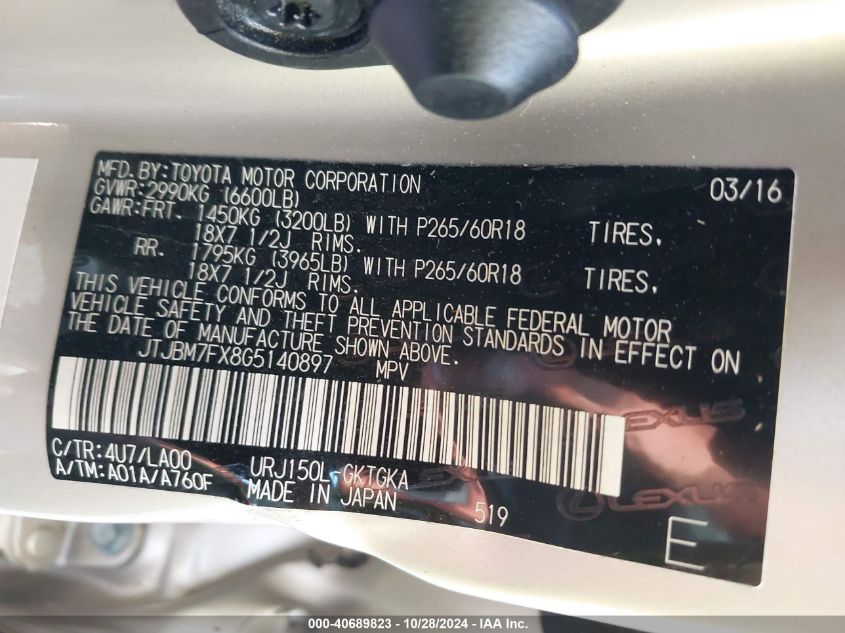 MFD. BY: TOYOTA MOTOR CORPORATION 03/16
GVWR: 2990KG (6600LB)
GAWR: FRT. 1450KG (3200LB) WITH P265/60R18 TIRES.
18X7 1/2J RIMS.
RR. 1795KG (3965LB) WITH P265/60R18 TIRES.
18X7 1/2J RIMS.
THIS VEHICLE CONFORMS TO ALL APPLICABLE FEDERAL MOTOR
VEHICLE SAFETY AND THEFT PREVENTION STANDARDS IN EFFECT ON
THE DATE OF MANUFACTURE SHOWN ABOVE.
JTJBM7FX8G5140897 MPV
LEXUS
C/TR: 4U7/LA00 URJ150L-GKTGKA
A/TM: A01A/A760F MADE IN JAPAN 519
LEXUS
E
000-40689823 - 10/28/2024 - IAA Inc.